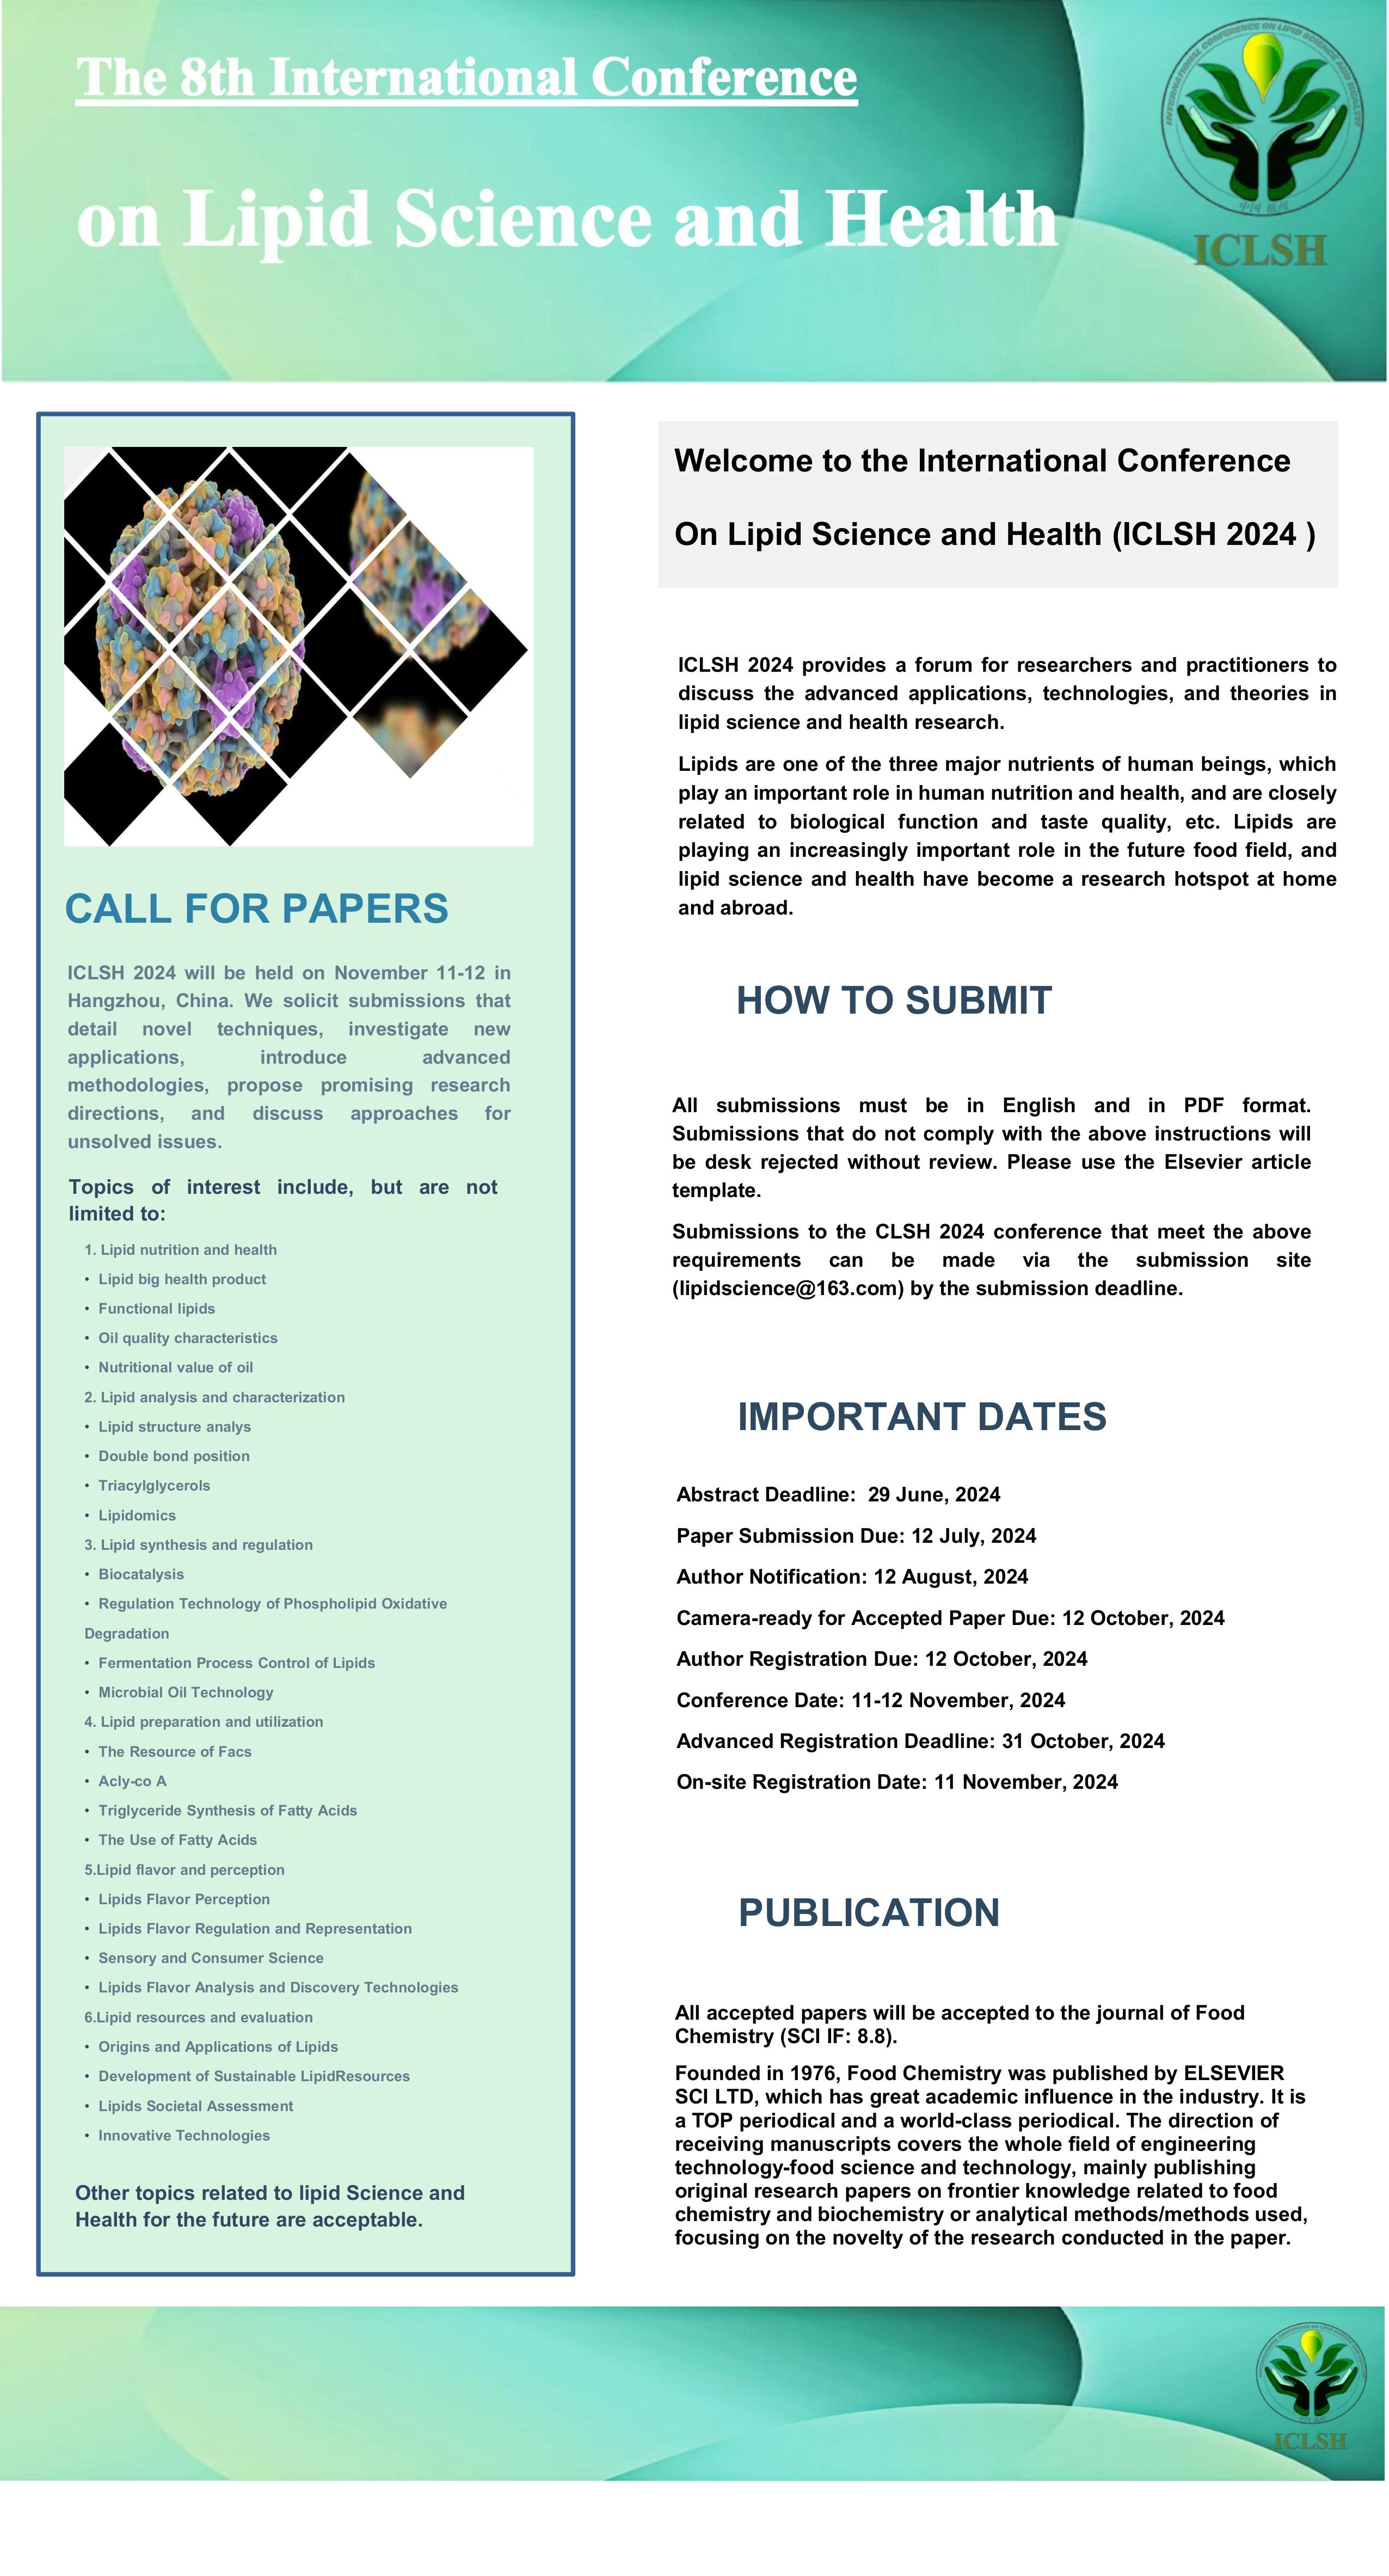 The 8th International Conference
on Lipid Science and Health
INTERNATIONAL CONFERENCE ON LIPID SCIENCE AND HEALTH
中国 杭州
ICLSH
CALL FOR PAPERS
ICLSH 2024 will be held on November 11-12 in
Hangzhou, China. We solicit submissions that
detail novel techniques, investigate new
applications, introduce advanced
methodologies, propose promising research
directions, and discuss approaches for
unsolved issues.
Topics of interest include, but are not
limited to:
1. Lipid nutrition and health
• Lipid big health product
• Functional lipids
• Oil quality characteristics
• Nutritional value of oil
2. Lipid analysis and characterization
• Lipid structure analys
• Double bond position
• Triacylglycerols
• Lipidomics
3. Lipid synthesis and regulation
• Biocatalysis
• Regulation Technology of Phospholipid Oxidative
Degradation
• Fermentation Process Control of Lipids
• Microbial Oil Technology
4. Lipid preparation and utilization
• The Resource of Facs
• Acly-co A
• Triglyceride Synthesis of Fatty Acids
• The Use of Fatty Acids
5.Lipid flavor and perception
• Lipids Flavor Perception
• Lipids Flavor Regulation and Representation
• Sensory and Consumer Science
• Lipids Flavor Analysis and Discovery Technologies
6.Lipid resources and evaluation
• Origins and Applications of Lipids
• Development of Sustainable LipidResources
• Lipids Societal Assessment
• Innovative Technologies
Other topics related to lipid Science and
Health for the future are acceptable.
Welcome to the International Conference
On Lipid Science and Health (ICLSH 2024 )
ICLSH 2024 provides a forum for researchers and practitioners to
discuss the advanced applications, technologies, and theories in
lipid science and health research.
Lipids are one of the three major nutrients of human beings, which
play an important role in human nutrition and health, and are closely
related to biological function and taste quality, etc. Lipids are
playing an increasingly important role in the future food field, and
lipid science and health have become a research hotspot at home
and abroad.
HOW TO SUBMIT
All submissions must be in English and in PDF format.
Submissions that do not comply with the above instructions will
be desk rejected without review. Please use the Elsevier article
template.
Submissions to the CLSH 2024 conference that meet the above
requirements can be made via the submission site
(lipidscience@163.com) by the submission deadline.
IMPORTANT DATES
Abstract Deadline: 29 June, 2024
Paper Submission Due: 12 July, 2024
Author Notification: 12 August, 2024
Camera-ready for Accepted Paper Due: 12 October, 2024
Author Registration Due: 12 October, 2024
Conference Date: 11-12 November, 2024
Advanced Registration Deadline: 31 October, 2024
On-site Registration Date: 11 November, 2024
PUBLICATION
All accepted papers will be accepted to the journal of Food
Chemistry (SCI IF: 8.8).
Founded in 1976, Food Chemistry was published by ELSEVIER
SCI LTD, which has great academic influence in the industry. It is
a TOP periodical and a world-class periodical. The direction of
receiving manuscripts covers the whole field of engineering
technology-food science and technology, mainly publishing
original research papers on frontier knowledge related to food
chemistry and biochemistry or analytical methods/methods used,
focusing on the novelty of the research conducted in the paper.
ICLSH